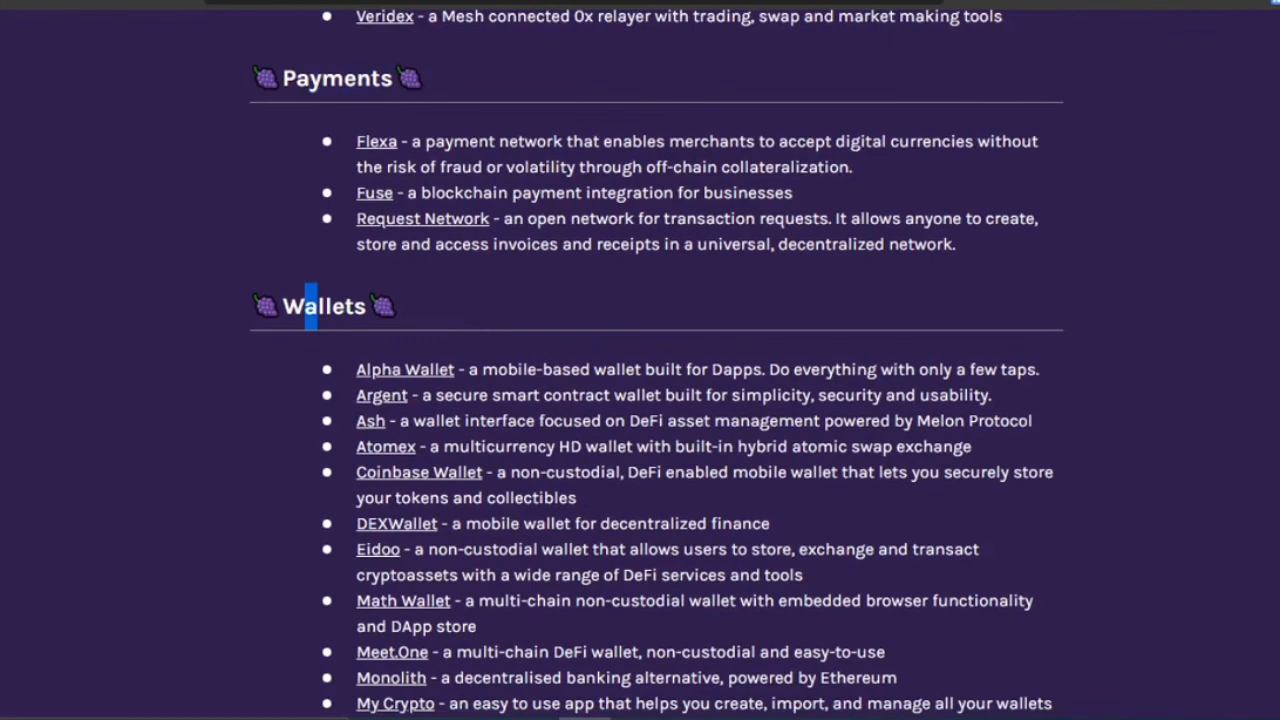 Veridex - a Mesh connected 0x relayer with trading, swap and market making tools
Payments
Flexa - a payment network that enables merchants to accept digital currencies without
the risk of fraud or volatility through off-chain collateralization.
Fuse - a blockchain payment integration for businesses
Request Network - an open network for transaction requests. It allows anyone to create,
store and access invoices and receipts in a universal, decentralized network.
Wallets
Alpha Wallet - a mobile-based wallet built for Dapps. Do everything with only a few taps.
Argent - a secure smart contract wallet built for simplicity, security and usability.
Ash - a wallet interface focused on DeFi asset management powered by Melon Protocol
Atomex - a multicurrency HD wallet with built-in hybrid atomic swap exchange
Coinbase Wallet - a non-custodial, DeFi enabled mobile wallet that lets you securely store
your tokens and collectibles
DEXWallet - a mobile wallet for decentralized finance
Eidoo - a non-custodial wallet that allows users to store, exchange and transact
cryptoassets with a wide range of DeFi services and tools
Math Wallet - a multi-chain non-custodial wallet with embedded browser functionality
and DApp store
Meet.One - a multi-chain DeFi wallet, non-custodial and easy-to-use
Monolith - a decentralised banking alternative, powered by Ethereum
My Crypto - an easy to use app that helps you create, import, and manage all your wallets